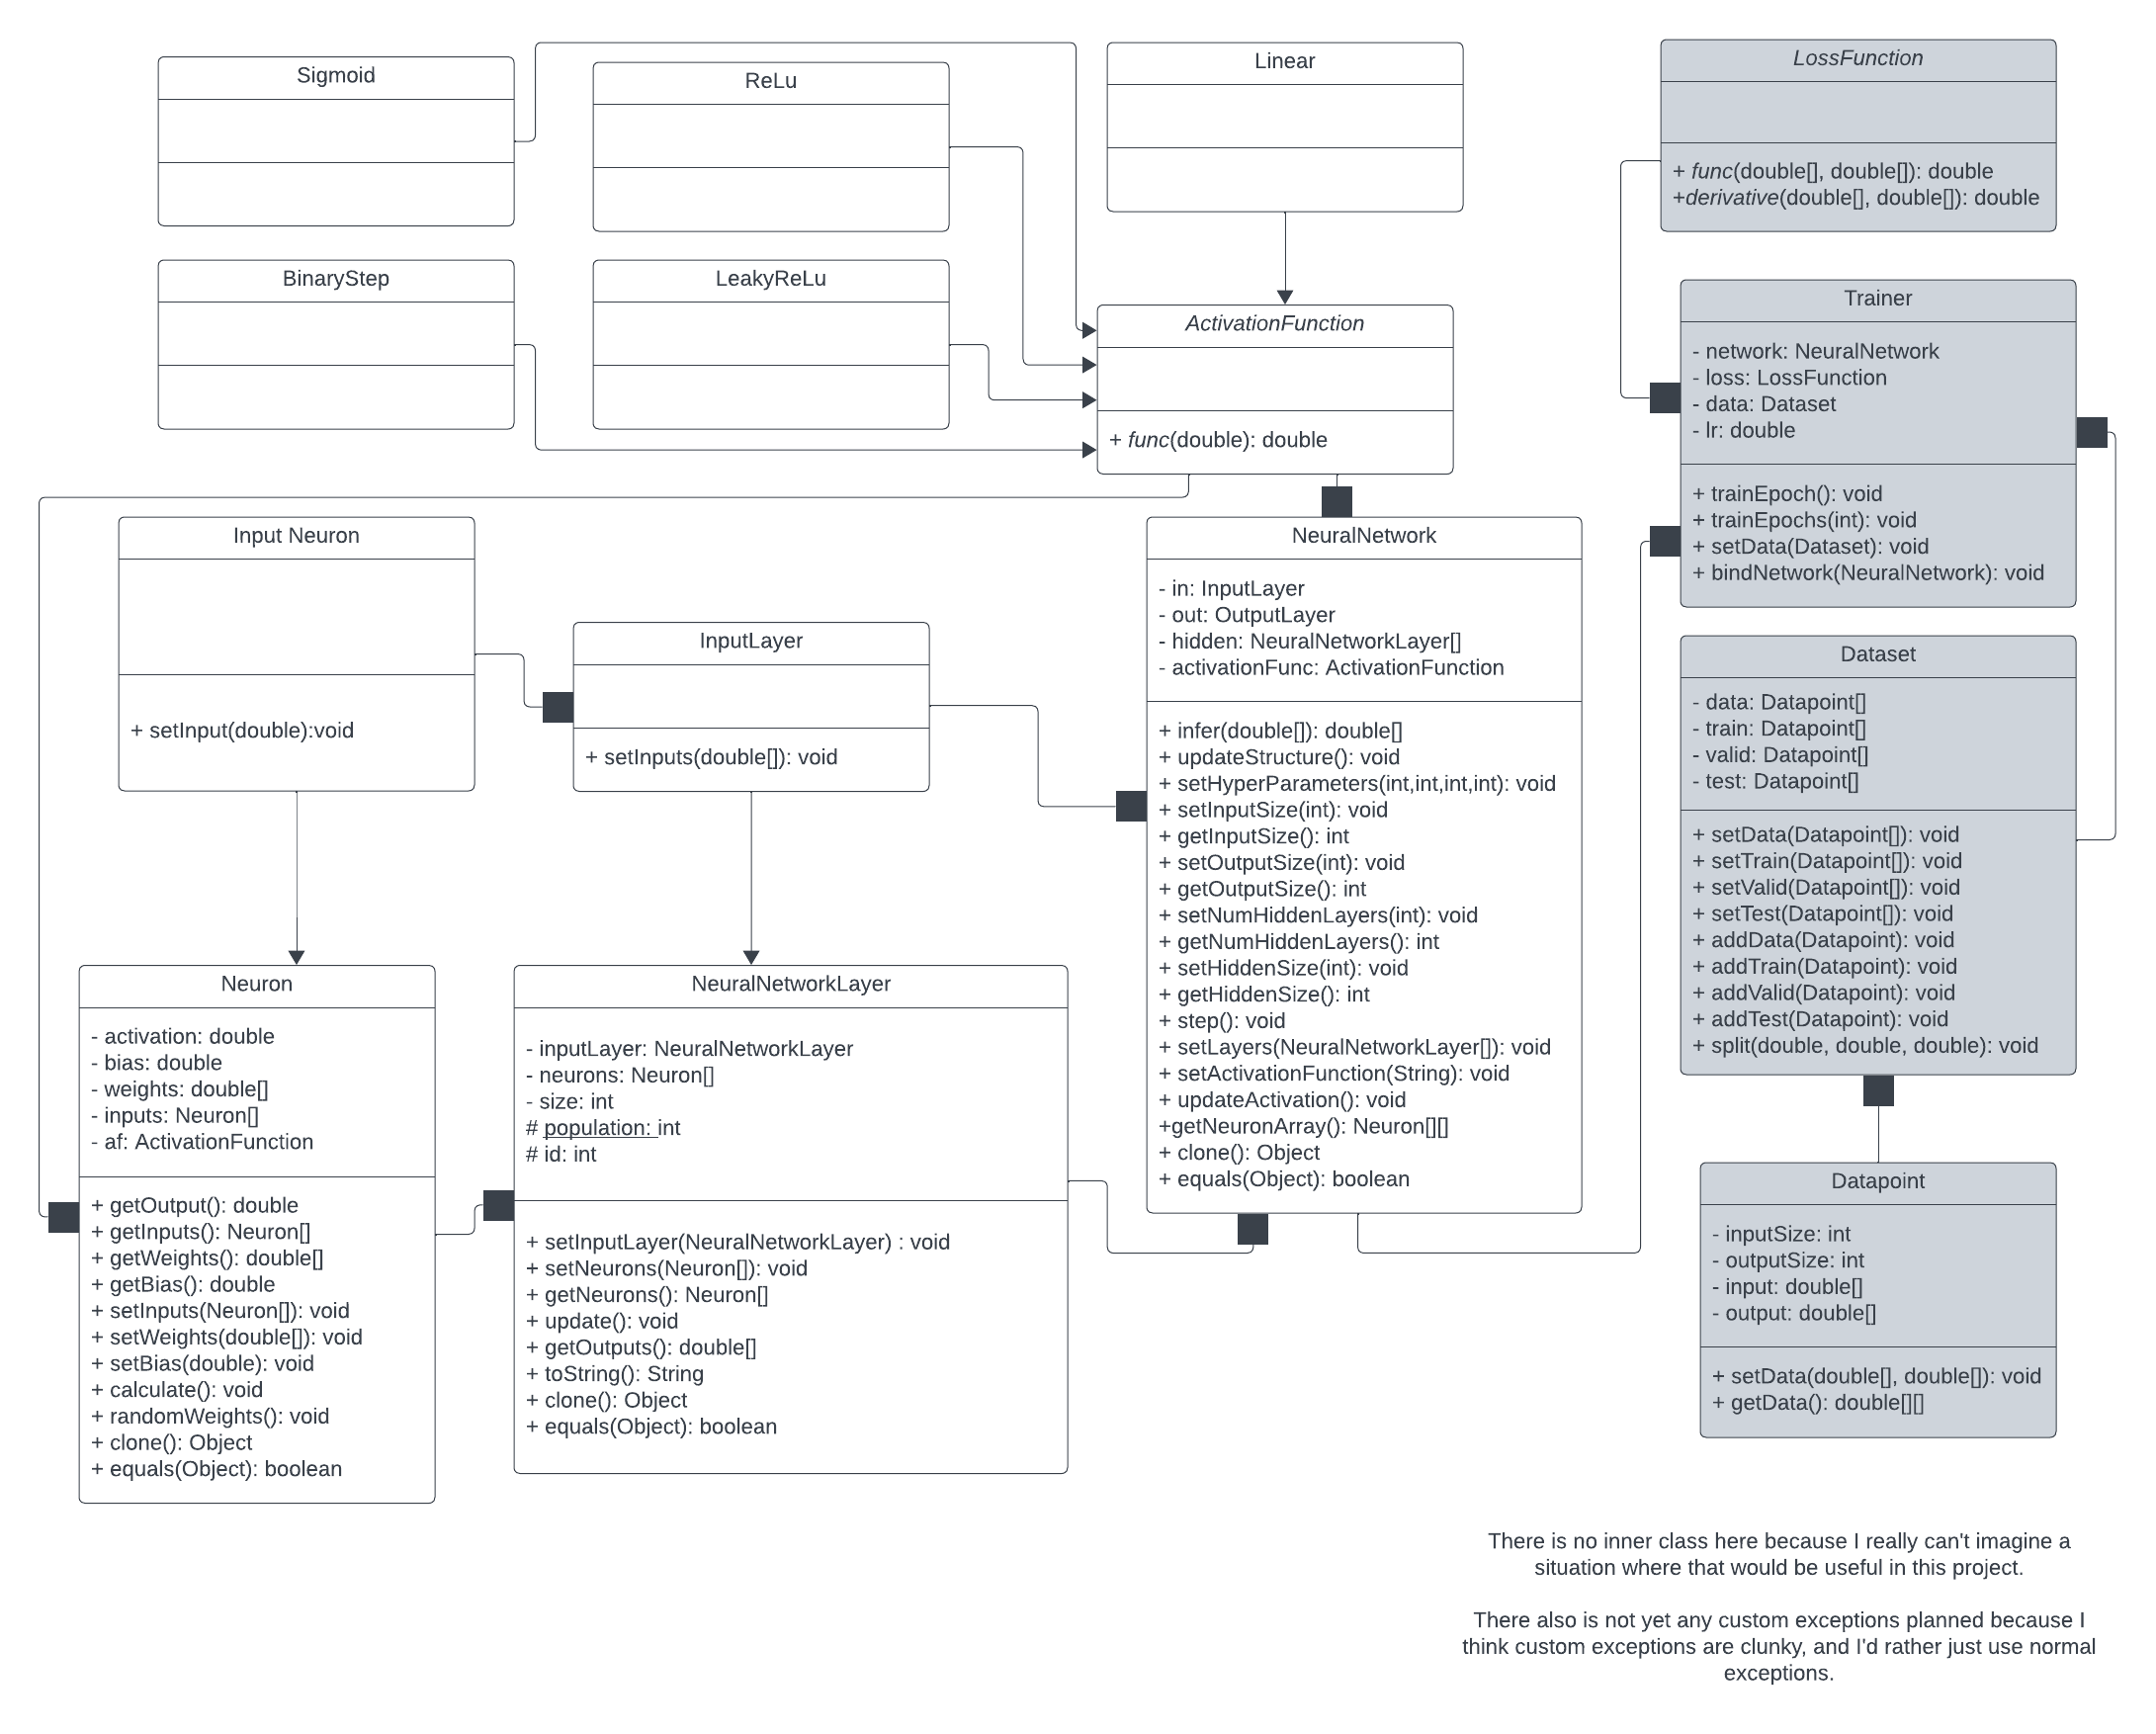 Sigmoid
ReLu
Linear
LossFunction
+ func(double[], double[]): double
+derivative(double[], double[]): double
BinaryStep
LeakyReLu
ActivationFunction
+ func(double): double
Trainer
- network: NeuralNetwork
- loss: LossFunction
- data: Dataset
- lr: double
+ trainEpoch(): void
+ trainEpochs(int): void
+ setData(Dataset): void
+ bindNetwork(NeuralNetwork): void
Input Neuron
+ setInput(double):void
InputLayer
+ setInputs(double[]): void
NeuralNetwork
- in: InputLayer
- out: OutputLayer
- hidden: NeuralNetworkLayer[]
- activationFunc: ActivationFunction
+ infer(double[]): double[]
+ updateStructure(): void
+ setHyperParameters(int,int,int,int): void
+ setInputSize(int): void
+ getInputSize(): int
+ setOutputSize(int): void
+ getOutputSize(): int
+ setNumHiddenLayers(int): void
+ getNumHiddenLayers(): int
+ setHiddenSize(int): void
+ getHiddenSize(): int
+ step(): void
+ setLayers(NeuralNetworkLayer[]): void
+ setActivationFunction(String): void
+ updateActivation(): void
+getNeuronArray(): Neuron[][]
+ clone(): Object
+ equals(Object): boolean
Dataset
- data: Datapoint[]
- train: Datapoint[]
- valid: Datapoint[]
- test: Datapoint[]
+ setData(Datapoint[]): void
+ setTrain(Datapoint[]): void
+ setValid(Datapoint[]): void
+ setTest(Datapoint[]): void
+ addData(Datapoint): void
+ addTrain(Datapoint): void
+ addValid(Datapoint): void
+ addTest(Datapoint): void
+ split(double, double, double): void
Neuron
- activation: double
- bias: double
- weights: double[]
- inputs: Neuron[]
- af: ActivationFunction
+ getOutput(): double
+ getInputs(): Neuron[]
+ getWeights(): double[]
+ getBias(): double
+ setInputs(Neuron[]): void
+ setWeights(double[]): void
+ setBias(double): void
+ calculate(): void
+ randomWeights(): void
+ clone(): Object
+ equals(Object): boolean
NeuralNetworkLayer
- inputLayer: NeuralNetworkLayer
- neurons: Neuron[]
- size: int
# population: int
# id: int
+ setInputLayer(NeuralNetworkLayer) : void
+ setNeurons(Neuron[]): void
+ getNeurons(): Neuron[]
+ update(): void
+ getOutputs(): double[]
+ toString(): String
+ clone(): Object
+ equals(Object): boolean
Datapoint
- inputSize: int
- outputSize: int
- input: double[]
- output: double[]
+ setData(double[], double[]): void
+ getData(): double[][]
There is no inner class here because I really can't imagine a
situation where that would be useful in this project.
There also is not yet any custom exceptions planned because I
think custom exceptions are clunky, and I'd rather just use normal
exceptions.